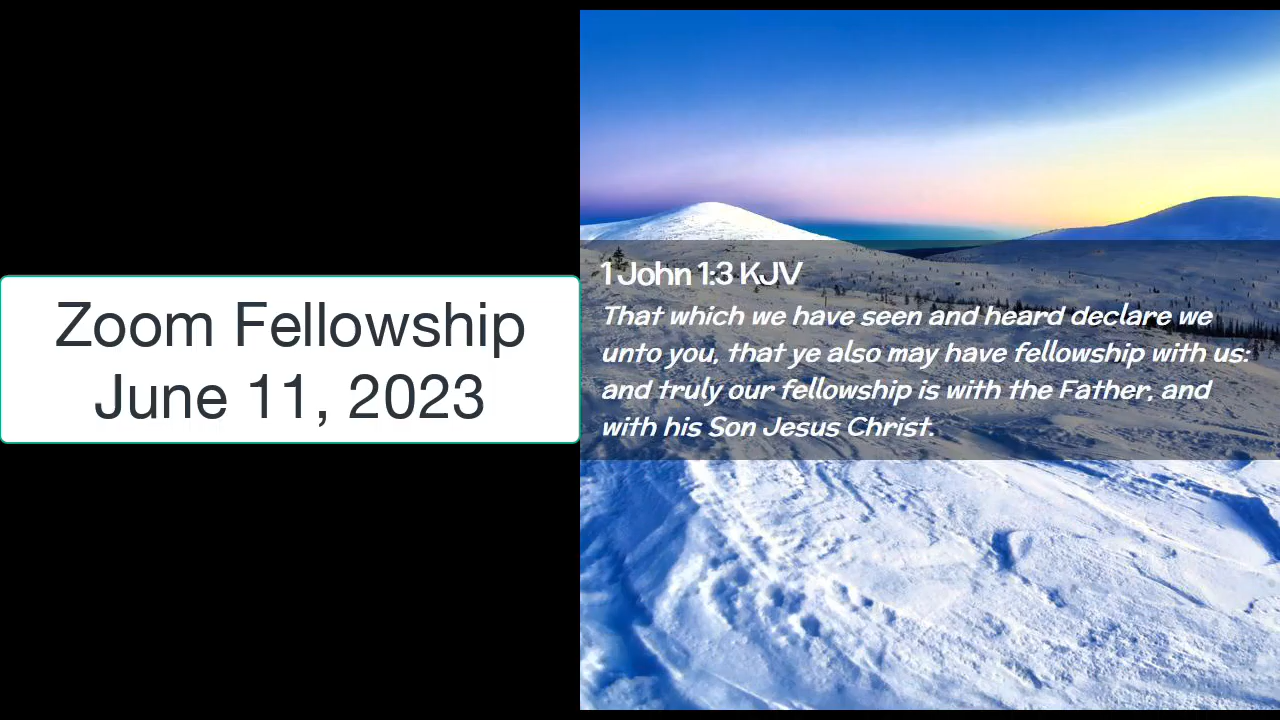 Zoom Fellowship
June 11, 2023
1 John 1:3 KJV
That which we have seen and heard declare we
unto you, that ye also may have fellowship with us:
and truly our fellowship is with the Father, and
with his Son Jesus Christ.